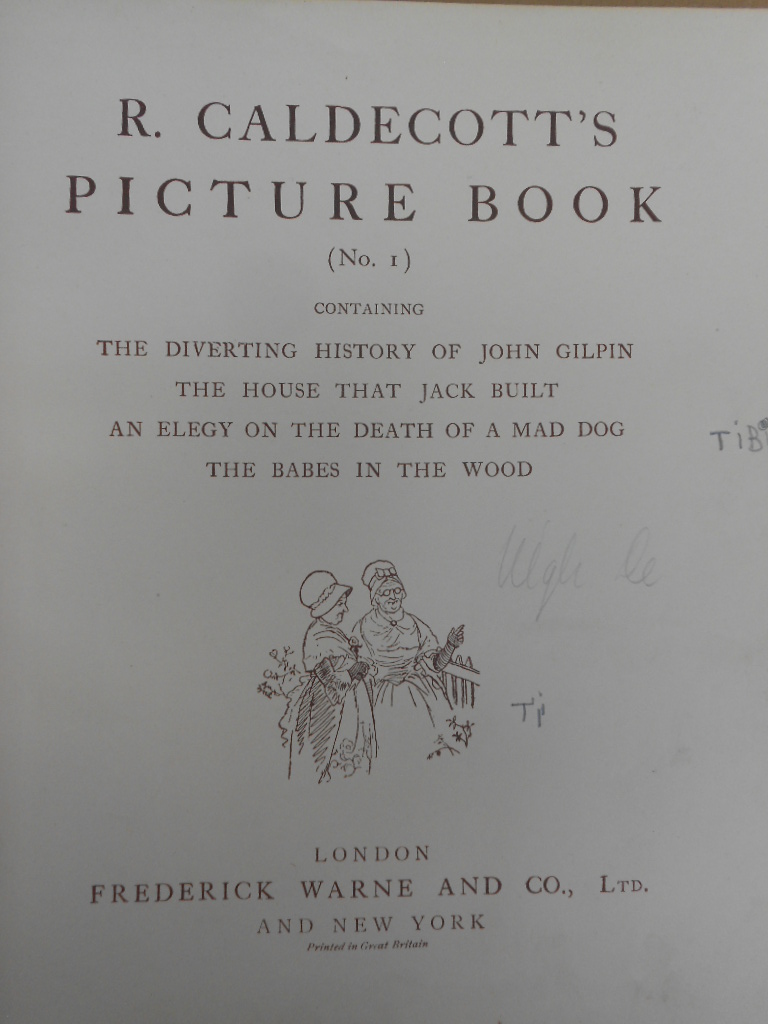 R. CALDECOTT'S
PICTURE BOOK
(No. 1)
CONTAINING
THE DIVERTING HISTORY OF JOHN GILPIN
THE HOUSE THAT JACK BUILT
AN ELEGY ON THE DEATH OF A MAD DOG
THE BABES IN THE WOOD
Ti
LONDON
FREDERICK WARNE AND CO., LTD.
AND NEW YORK
Printed in Great Britain